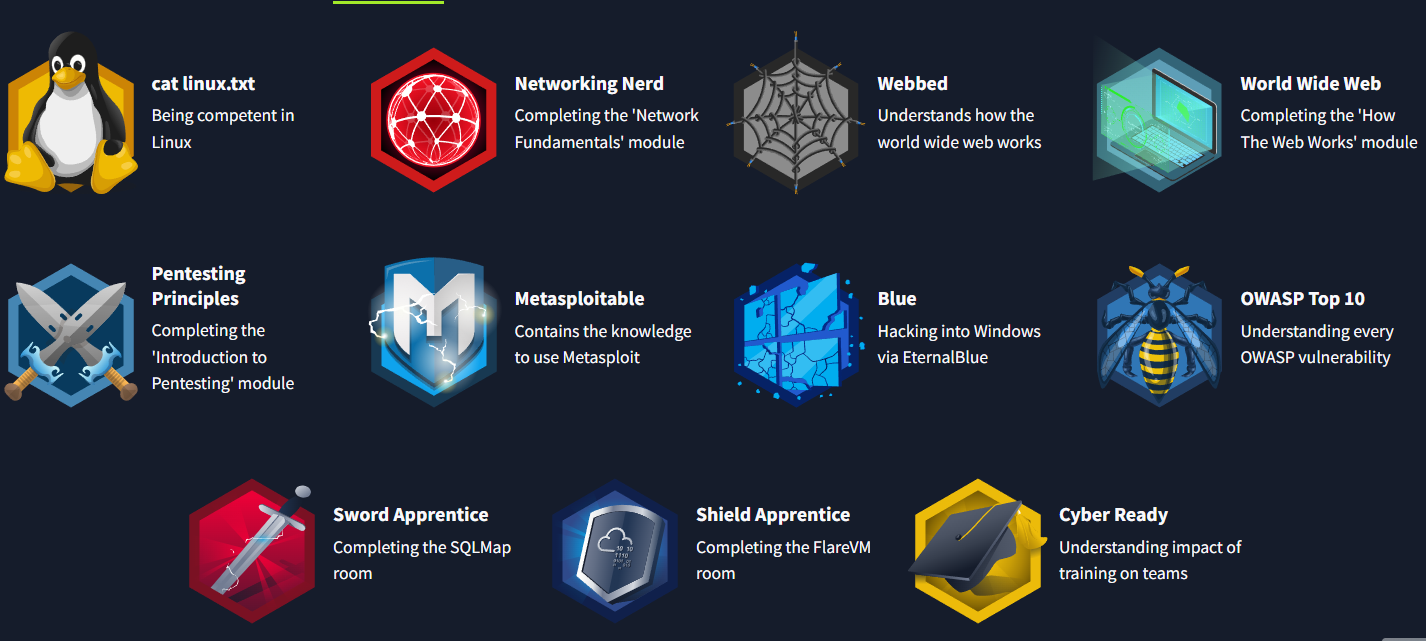 cat linux.txt
Being competent in
Linux
Networking Nerd
Completing the 'Network
Fundamentals' module
Webbed
Understands how the
world wide web works
World Wide Web
Completing the 'How
The Web Works' module
Pentesting
Principles
Completing the
'Introduction to
Pentesting' module
Metasploitable
Contains the knowledge
to use Metasploit
Blue
Hacking into Windows
via EternalBlue
OWASP Top 10
Understanding every
OWASP vulnerability
Sword Apprentice
Completing the SQLMap
room
Shield Apprentice
Completing the FlareVM
room
Cyber Ready
Understanding impact of
training on teams